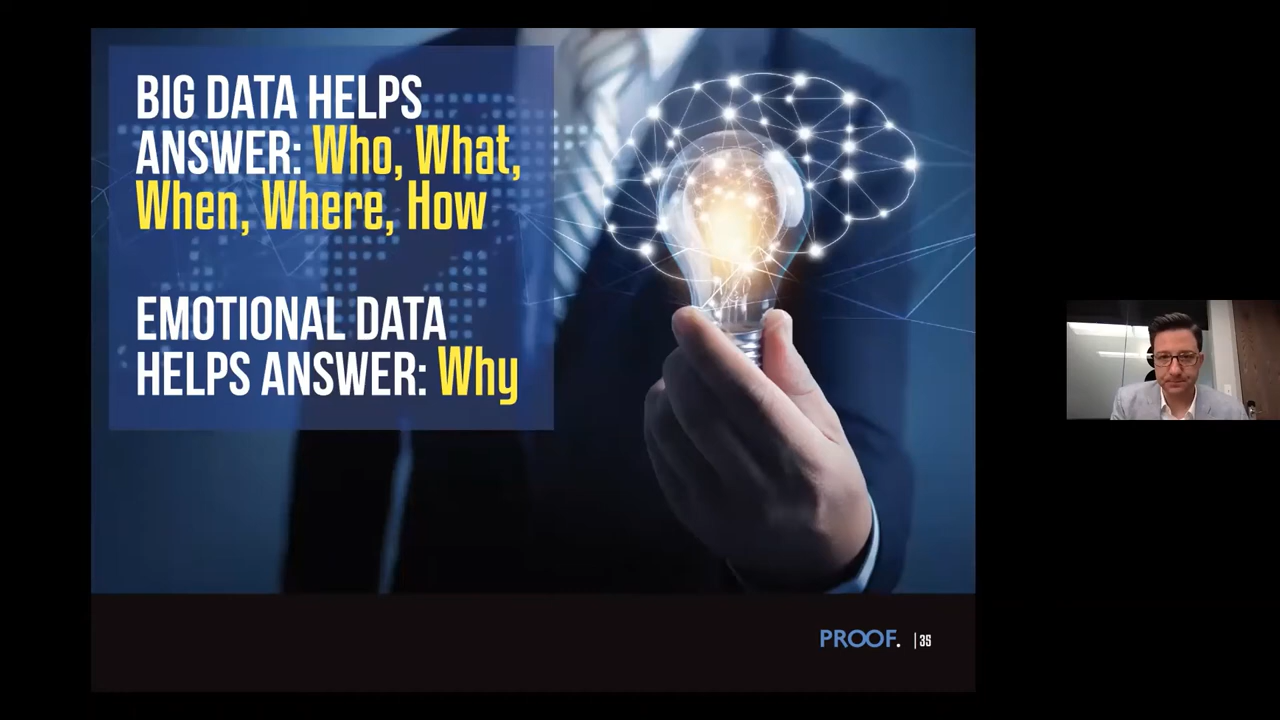 BIG DATA HELPS
ANSWER: Who, What,
When, Where, How
EMOTIONAL DATA
HELPS ANSWER: Why
PROOF. | 35